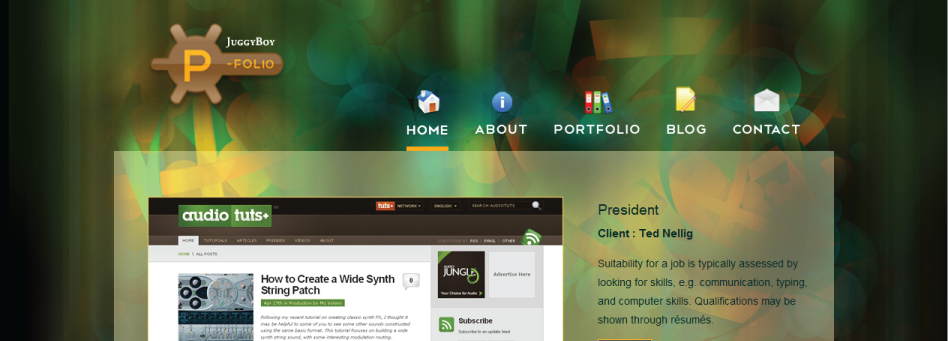 JuggyBoy
P -FOLIO
HOME ABOUT PORTFOLIO BLOG CONTACT
audio tuts+
tuts+ NETWORK ENGLISH SEARCH AUDIOTUTS
HOME TUTORIALS ARTICLES FREEBIES VIDEOS ABOUT
RSS EMAIL OTHER
HOME \ ALL POSTS
How to Create a Wide Synth
String Patch
6
Apr 27th in Production by Mo Volans
Following my recent tutorial on creating classic synth FX, I thought it
may be helpful to some of you to see some other sounds constructed
using the same basic format. This tutorial focuses on building a wide
synth string sound, with some interesting modulation routing.
JUNGLE
Your Choice for Audio
Advertise Here
Subscribe
Subscribe to an update feed
President
Client : Ted Nellig
Suitability for a job is typically assessed by
looking for skills, e.g. communication, typing,
and computer skills. Qualifications may be
shown through résumés.